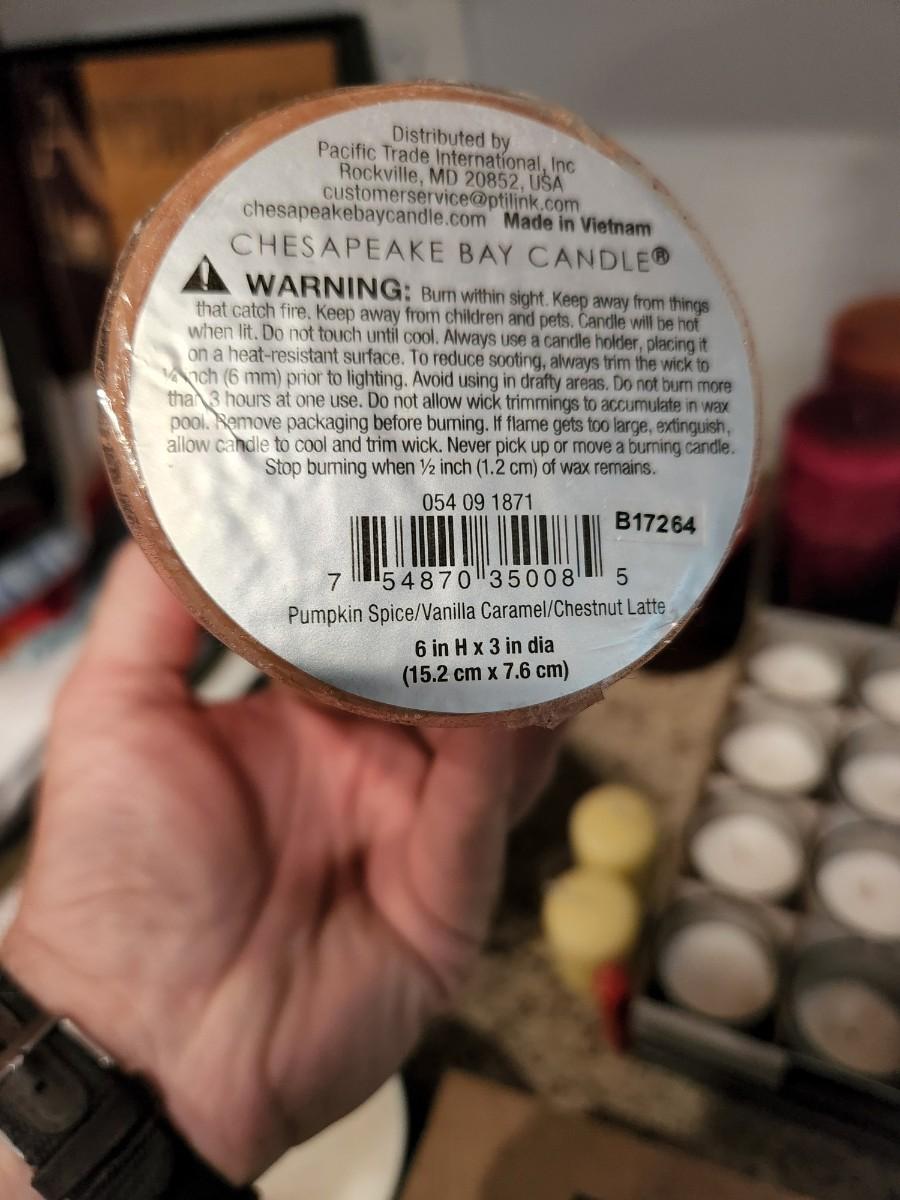 Distributed by
Pacific Trade International, Inc
Rockville, MD 20852, USA
customerservice@ptilink.com
chesapeakebaycandle.com Made in Vietnam
CHESAPEAKE BAY CANDLE®
WARNING: Burn within sight. Keep away from things
that catch fire. Keep away from children and pets. Candle will be hot
when lit. Do not touch until cool. Always use a candle holder, placing it
on a heat-resistant surface. To reduce sooting, always trim the wick to
¼ inch (6 mm) prior to lighting. Avoid using in drafty areas. Do not burn more
than 3 hours at one use. Do not allow wick trimmings to accumulate in wax
pool. Remove packaging before burning. If flame gets too large, extinguish,
allow candle to cool and trim wick. Never pick up or move a burning candle.
Stop burning when ½ inch (1.2 cm) of wax remains.
054 09 1871
B17264
7 54870 35008 5
Pumpkin Spice/Vanilla Caramel/Chestnut Latte
6 in H x 3 in dia
(15.2 cm x 7.6 cm)